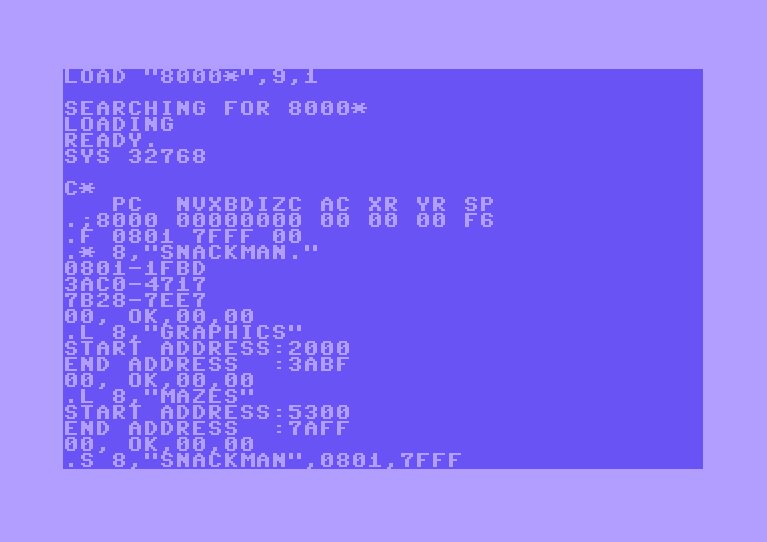 LOAD "8000*",9,1
SEARCHING FOR 8000*
LOADING
READY.
SYS 32768
C*
PC NVXBDIZC AC XR YR SP
.;8000 00000000 00 00 00 F6
.F 0801 7FFF 00
.* 8,"SNACKMAN."
0801-1FBD
3AC0-4717
7B28-7EE7
00, OK,00,00
.L 8,"GRAPHICS"
START ADDRESS:2000
END ADDRESS :3ABF
00, OK,00,00
.L 8,"MAZES"
START ADDRESS:5300
END ADDRESS :7AFF
00, OK,00,00
.S 8,"SNACKMAN",0801,7FFF